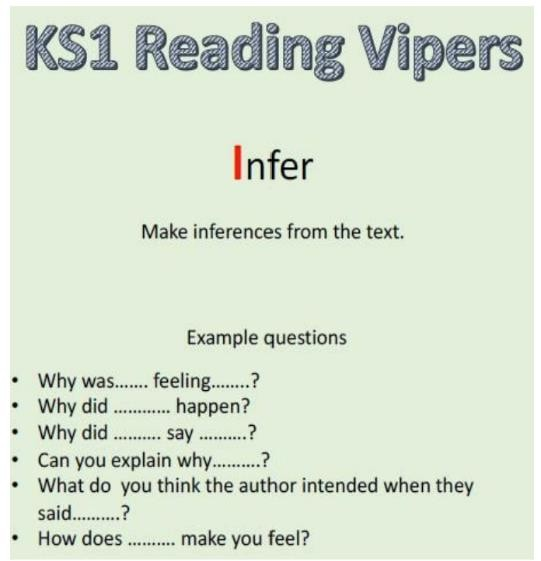 KS1 Reading Vipers
Infer
Make inferences from the text.
Example questions
• Why was....... feeling........?
• Why did ............ happen?
• Why did .......... say ..........?
• Can you explain why..........?
• What do you think the author intended when they
said..........?
• How does .......... make you feel?